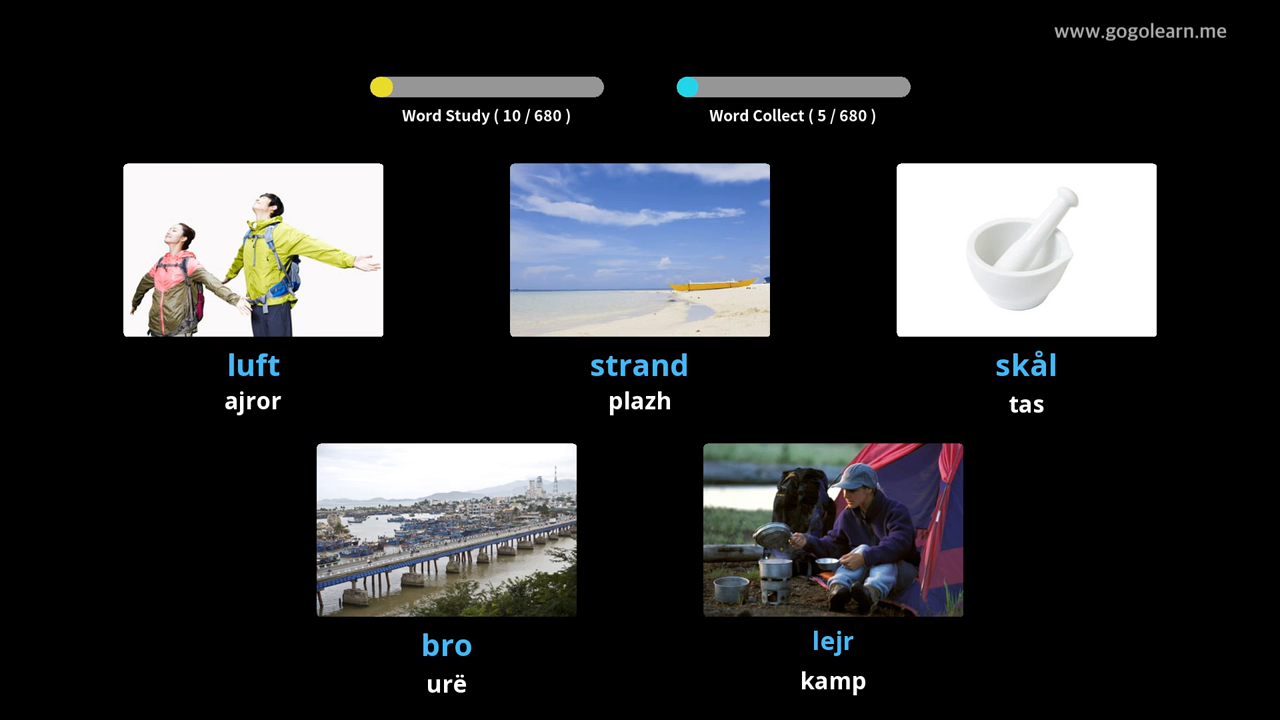 www.gogolearn.me
Word Study ( 10 / 680 )
Word Collect ( 5 / 680 )
luft
ajror
strand
plazh
skål
tas
bro
urë
lejr
kamp